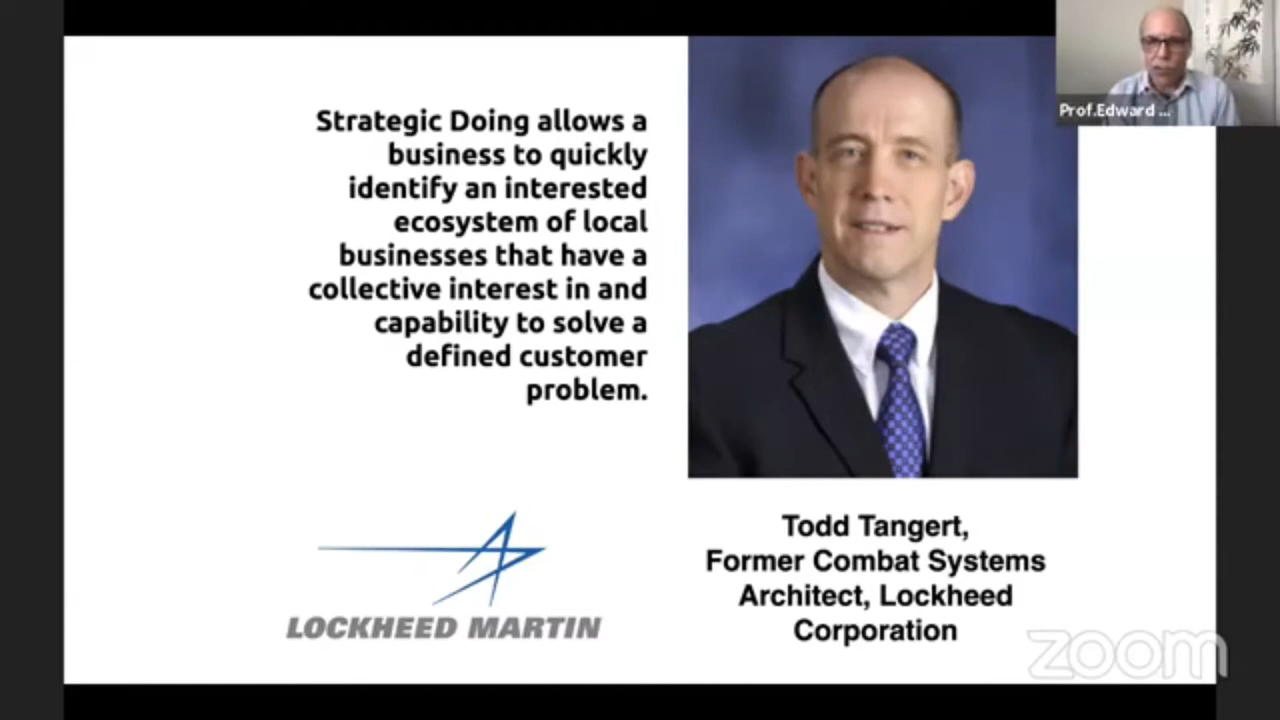 Prof.Edward ...
Strategic Doing allows a
business to quickly
identify an interested
ecosystem of local
businesses that have a
collective interest in and
capability to solve a
defined customer
problem.
LOCKHEED MARTIN
Todd Tangert,
Former Combat Systems
Architect, Lockheed
Corporation
zoom